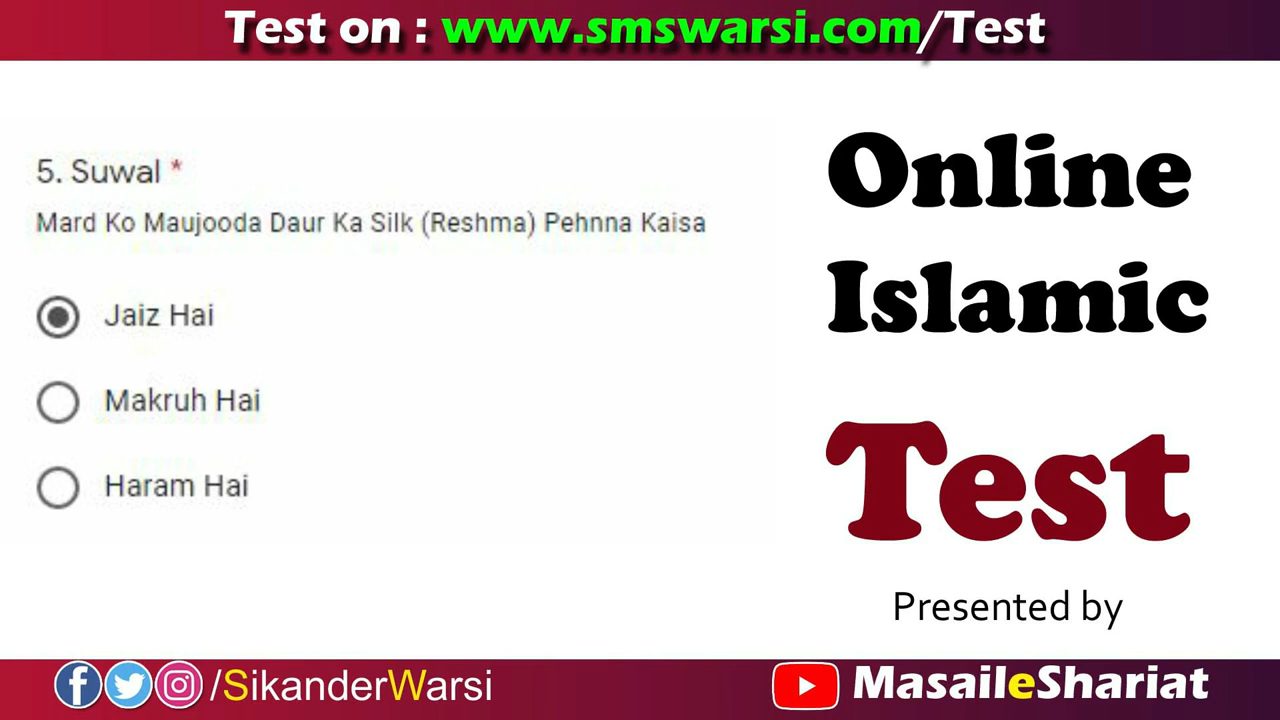 Test on : www.smswarsi.com/Test
5. Suwal *
Mard Ko Maujooda Daur Ka Silk (Reshma) Pehnna Kaisa
Jaiz Hai
Makruh Hai
Haram Hai
Online
Islamic
Test
Presented by
/SikanderWarsi
MasaileShariat